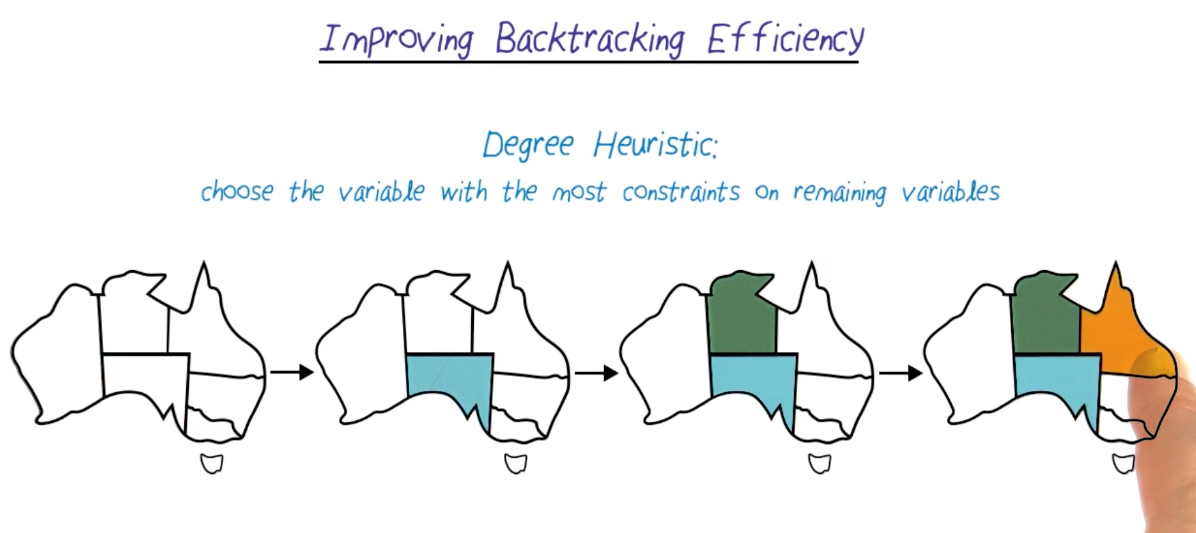 Improving Backtracking Efficiency
Degree Heuristic:
choose the variable with the most constraints on remaining variables